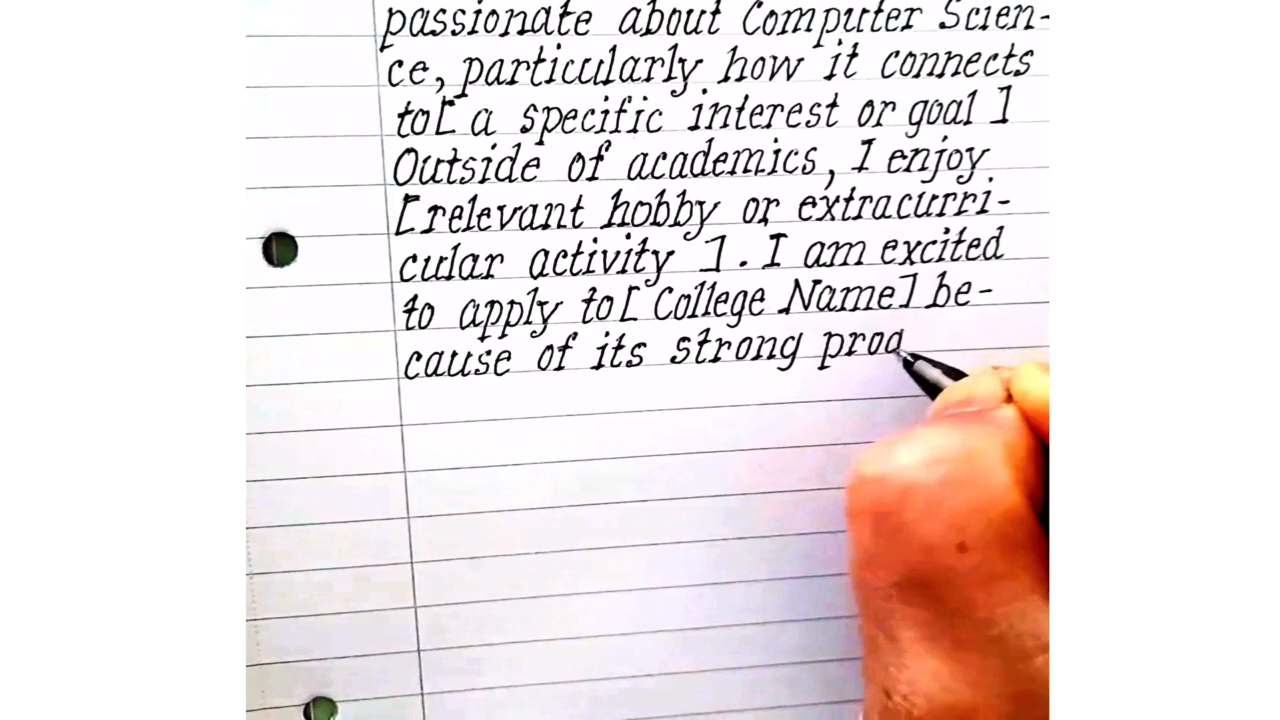 passionate about Computer Scien-
ce, particularly how it connects
to[ a specific interest or goal ]
Outside of academics, I enjoy
[relevant hobby or extracurri-
cular activity ]. I am excited
to apply to[ College Name] be-
cause of its strong prog